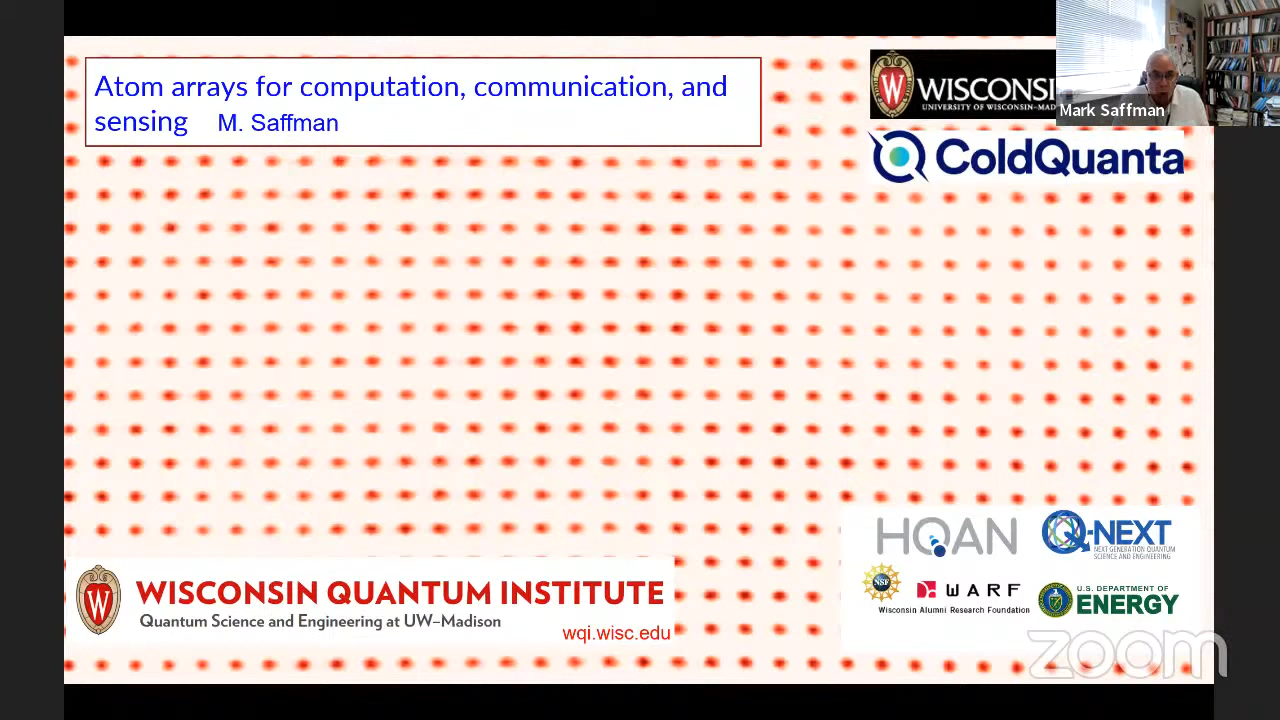 Atom arrays for computation, communication, and
sensing M. Saffman
WISCONSI
UNIVERSITY OF WISCONSIN–MAD
Mark Saffman
ColdQuanta
HQAN
Q-NEXT
NEXT GENERATION QUANTUM
SCIENCE AND ENGINEERING
NSF
WARF
Wisconsin Alumni Research Foundation
U.S. DEPARTMENT OF
ENERGY
W
WISCONSIN QUANTUM INSTITUTE
Quantum Science and Engineering at UW–Madison
wqi.wisc.edu
zoom